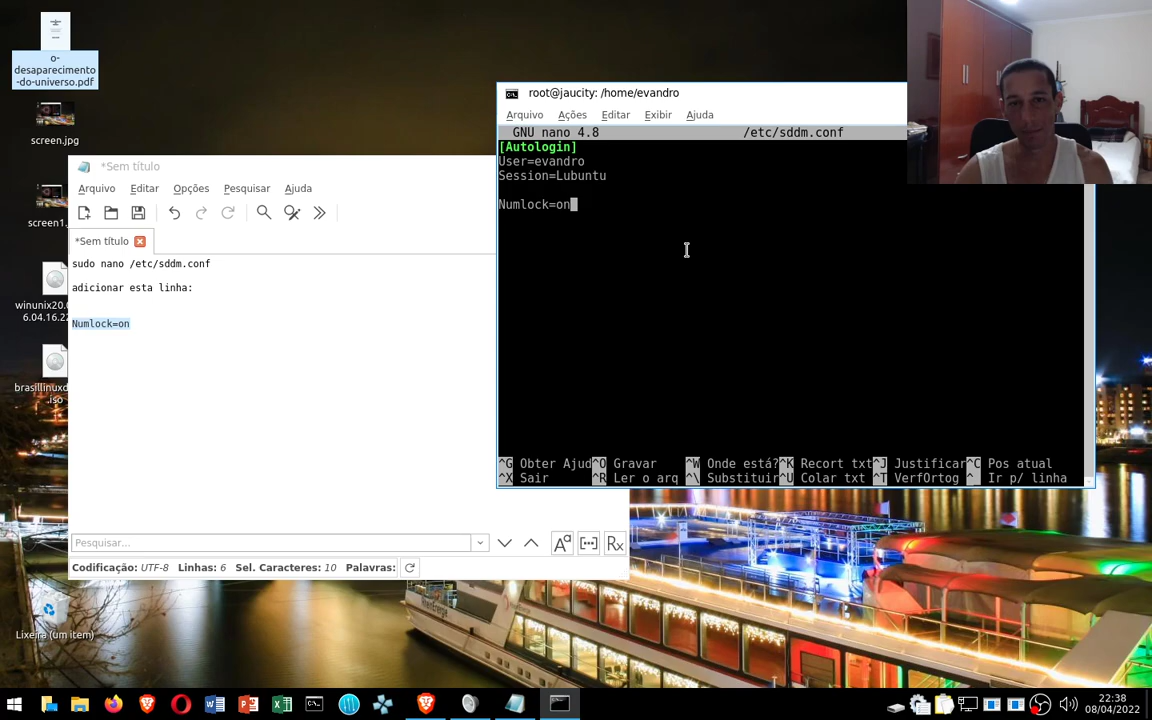 o-
desaparecimento
-do-universo.pdf
screen.jpg
screen1.
winunix20.0
6.04.16.22
brasillinuxd
.iso
Lixeira (um item)
*Sem título
Arquivo Editar Opções Pesquisar Ajuda
*Sem título
sudo nano /etc/sddm.conf
adicionar esta linha:
Numlock=on
Pesquisar...
Codificação: UTF-8 Linhas: 6 Sel. Caracteres: 10 Palavras:
root@jaucity: /home/evandro
Arquivo Ações Editar Exibir Ajuda
GNU nano 4.8 /etc/sddm.conf
[Autologin]
User=evandro
Session=Lubuntu
Numlock=on
^G Obter Ajud^O Gravar ^W Onde está?^K Recort txt^J Justificar^C Pos atual
^X Sair ^R Ler o arq ^\ Substituir^U Colar txt ^T VerfOrtog ^_ Ir p/ linha
22:38
08/04/2022